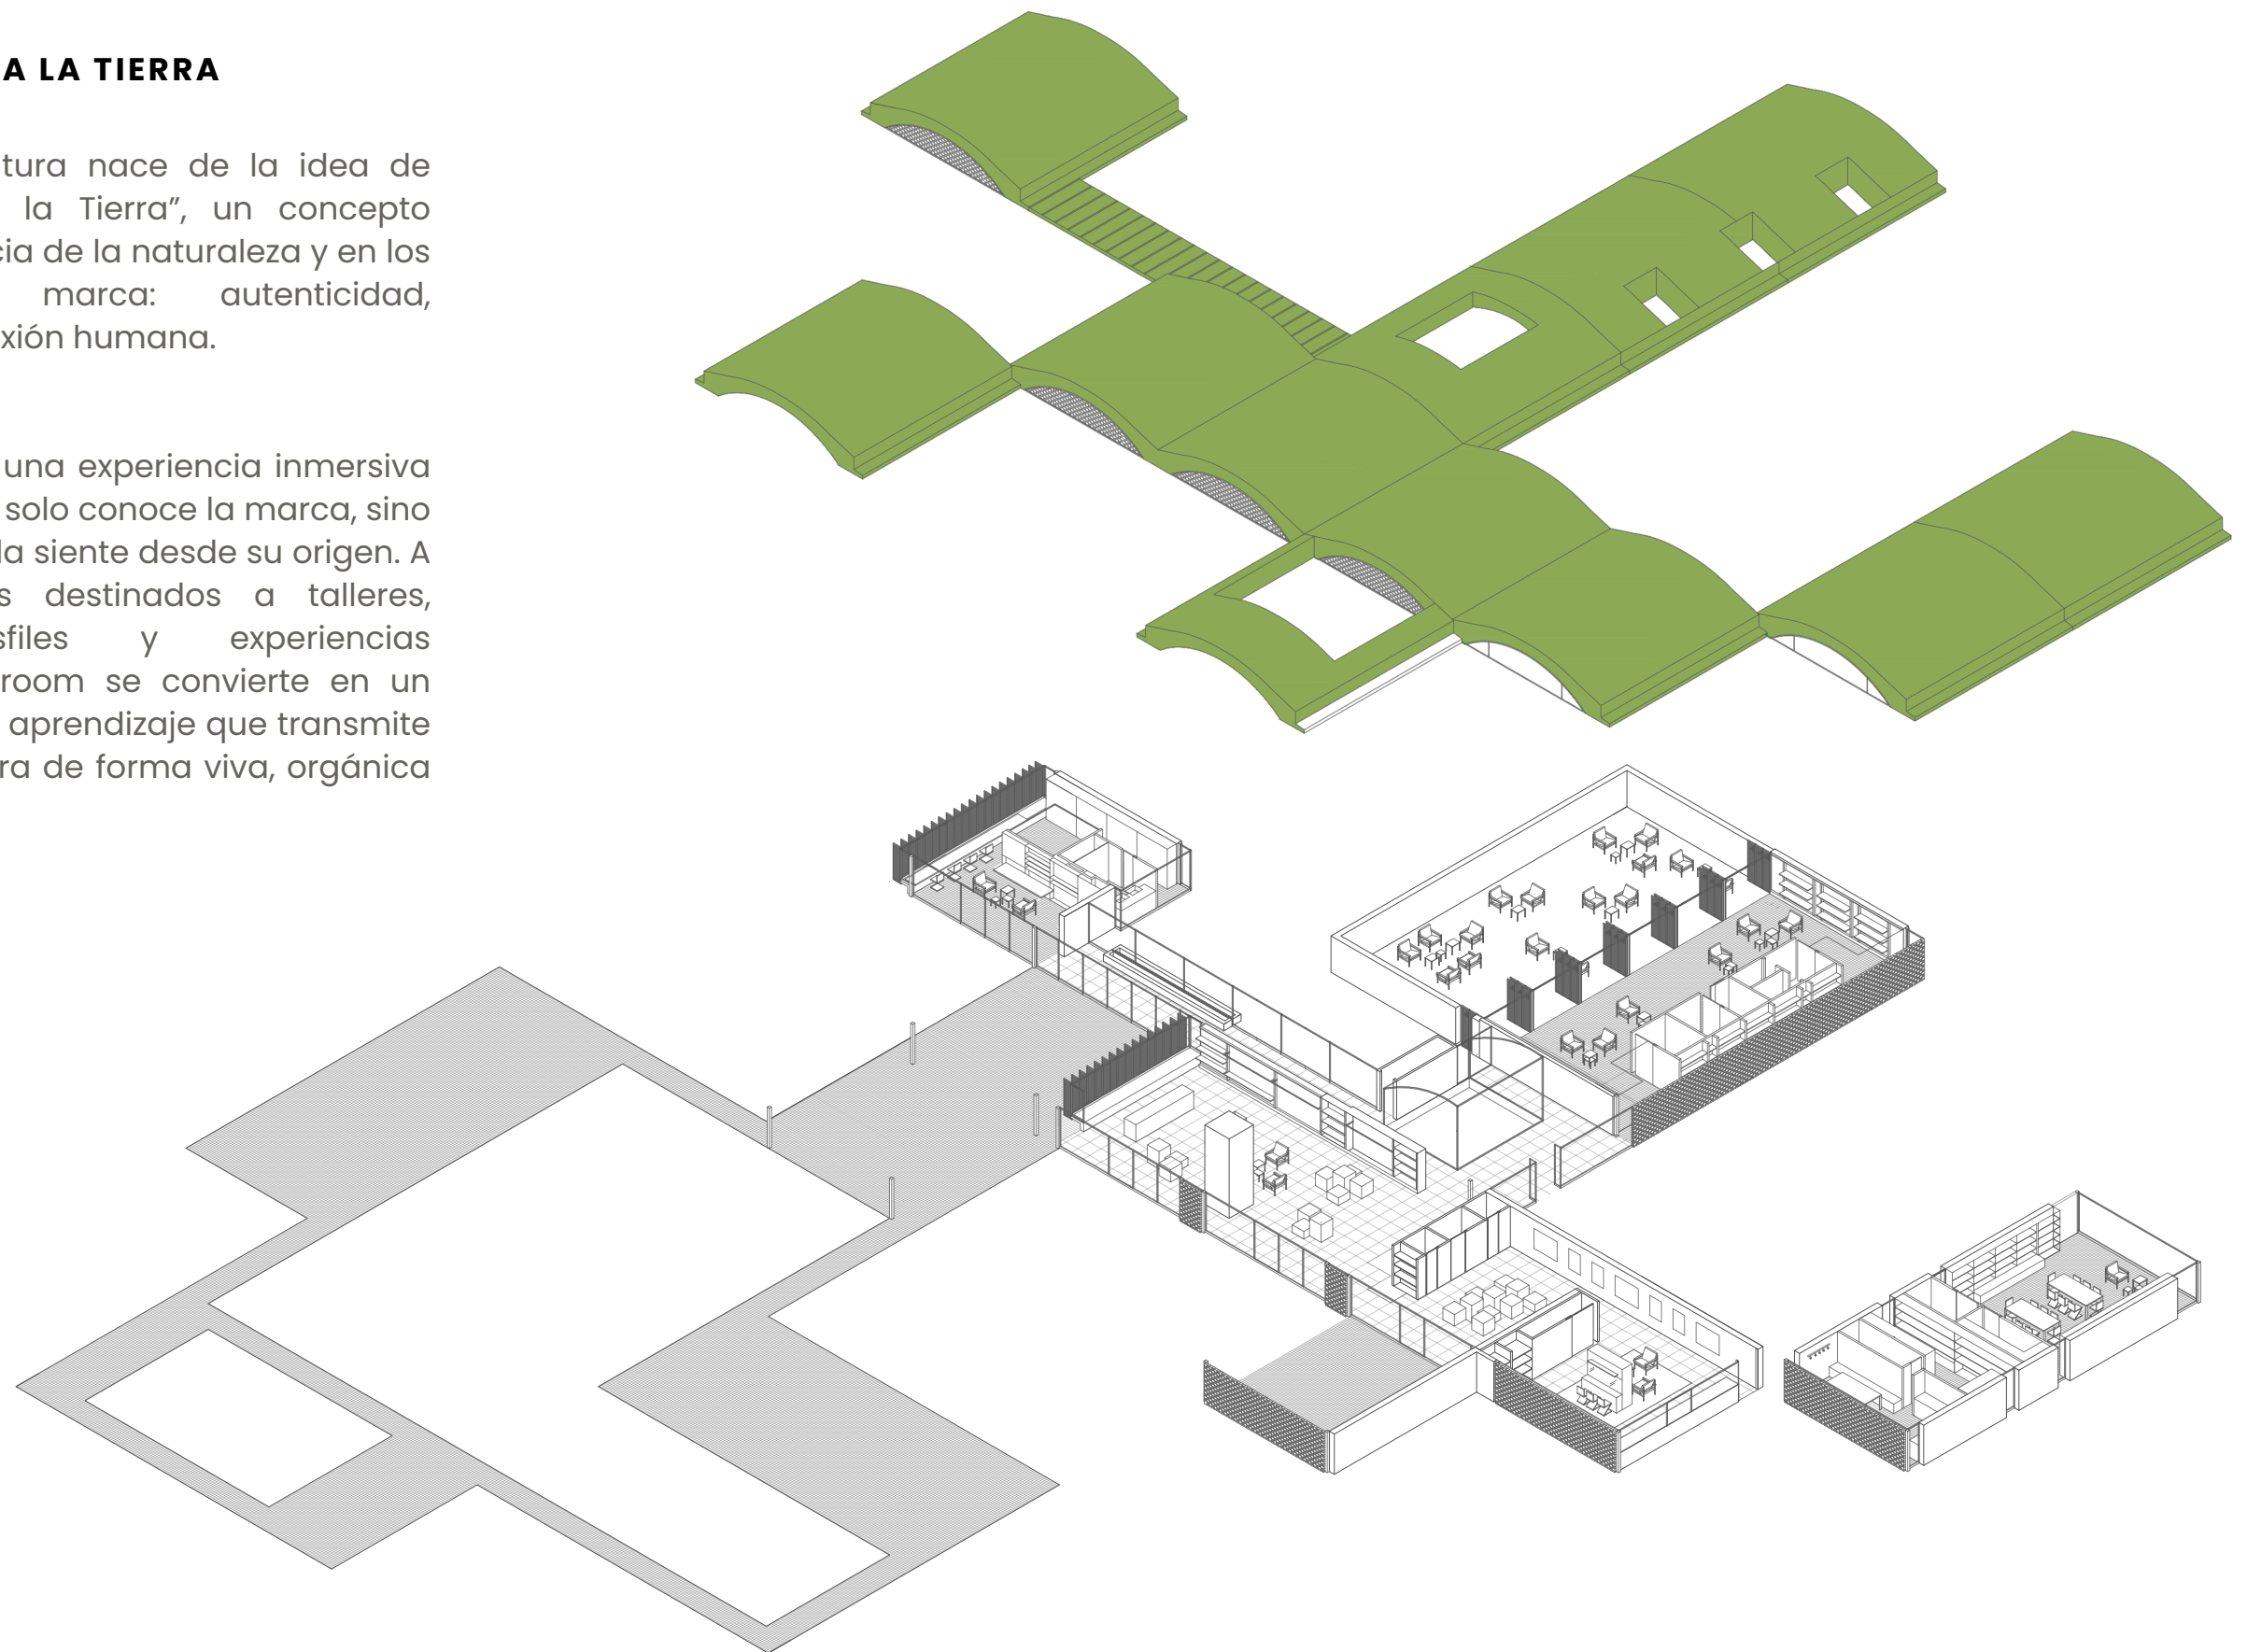 A LA TIERRA
tura nace de la idea de
la Tierra”, un concepto
cia de la naturaleza y en los
marca: autenticidad,
xión humana.
una experiencia inmersiva
solo conoce la marca, sino
la siente desde su origen. A
s destinados a talleres,
sfiles y experiencias
room se convierte en un
aprendizaje que transmite
ra de forma viva, orgánica